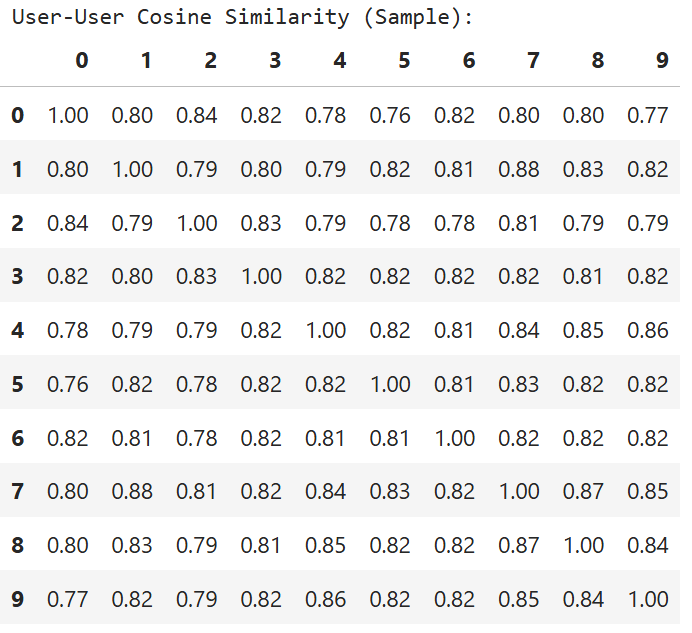 User-User Cosine Similarity (Sample):
0 1 2 3 4 5 6 7 8 9
0 1.00 0.80 0.84 0.82 0.78 0.76 0.82 0.80 0.80 0.77
1 0.80 1.00 0.79 0.80 0.79 0.82 0.81 0.88 0.83 0.82
2 0.84 0.79 1.00 0.83 0.79 0.78 0.78 0.81 0.79 0.79
3 0.82 0.80 0.83 1.00 0.82 0.82 0.82 0.82 0.81 0.82
4 0.78 0.79 0.79 0.82 1.00 0.82 0.81 0.84 0.85 0.86
5 0.76 0.82 0.78 0.82 0.82 1.00 0.81 0.83 0.82 0.82
6 0.82 0.81 0.78 0.82 0.81 0.81 1.00 0.82 0.82 0.82
7 0.80 0.88 0.81 0.82 0.84 0.83 0.82 1.00 0.87 0.85
8 0.80 0.83 0.79 0.81 0.85 0.82 0.82 0.87 1.00 0.84
9 0.77 0.82 0.79 0.82 0.86 0.82 0.82 0.85 0.84 1.00